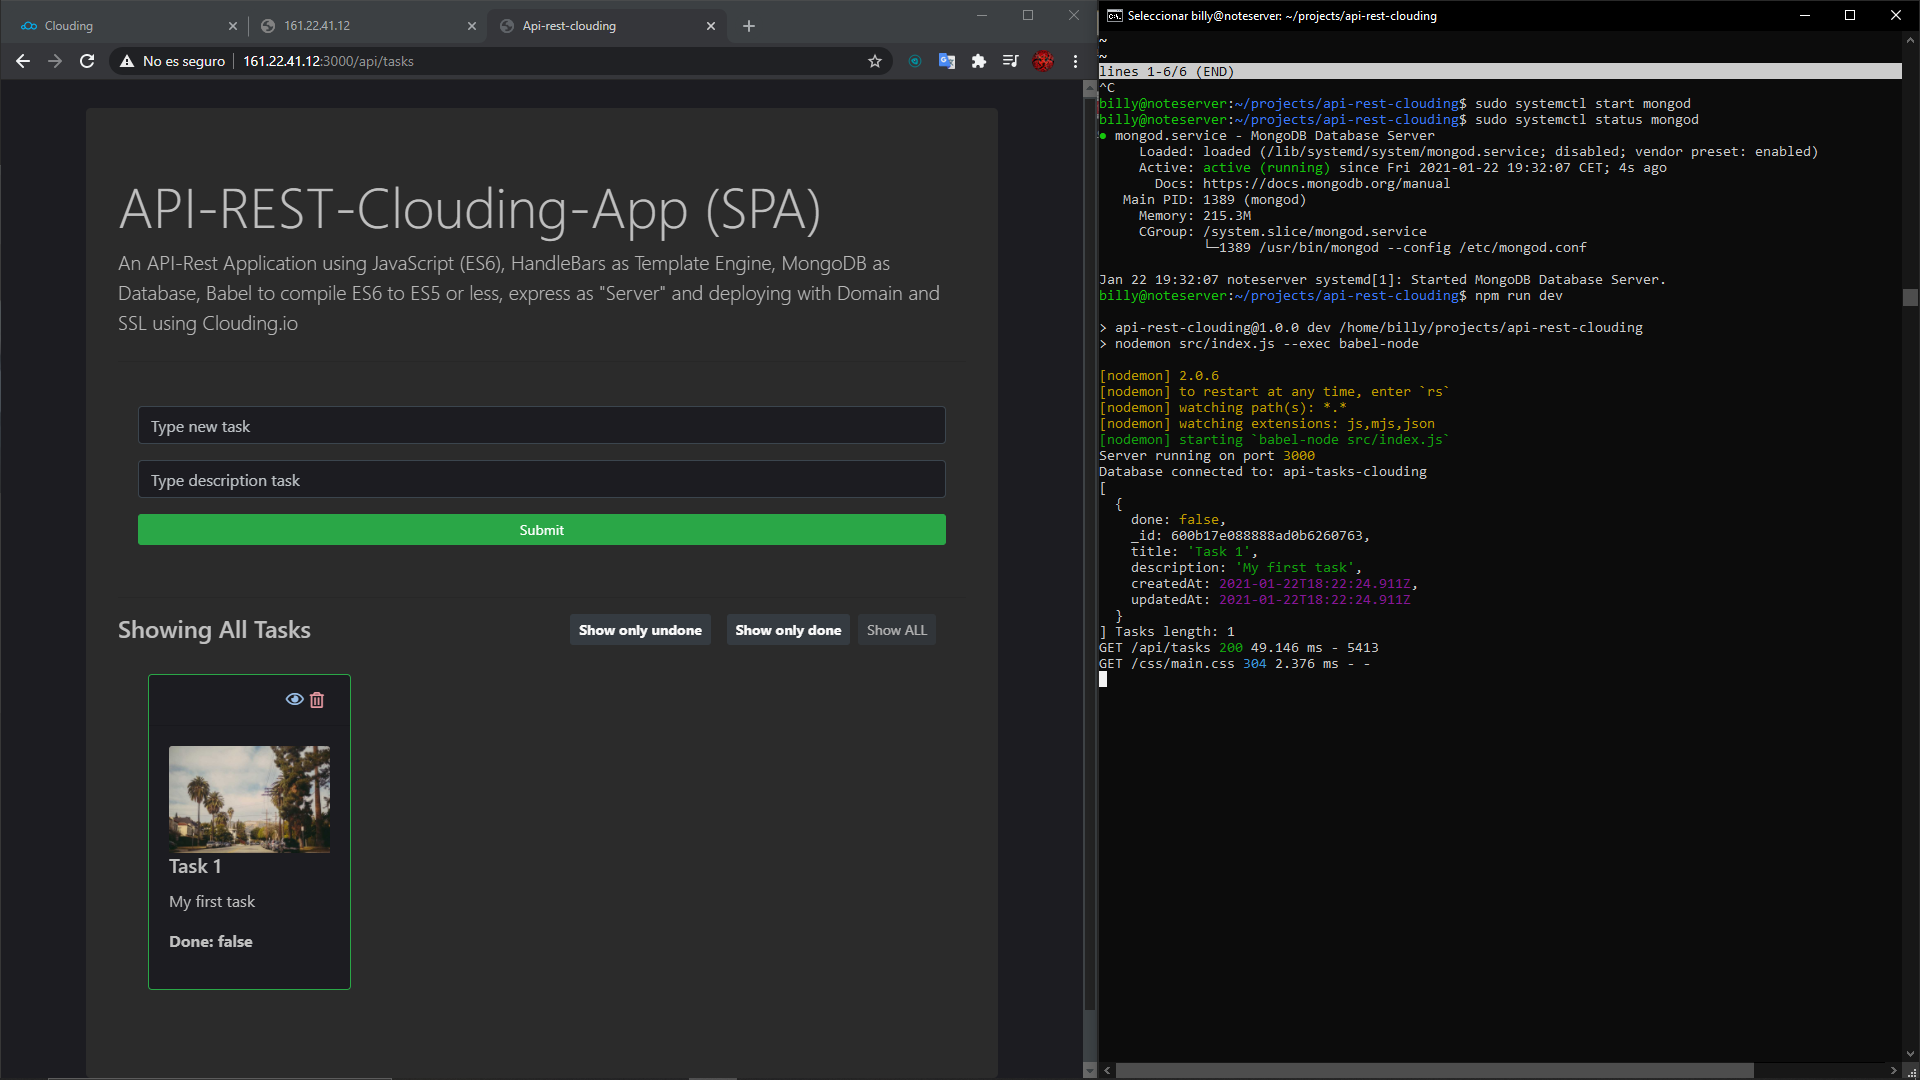 Clouding
161.22.41.12
Api-rest-clouding
No es seguro
161.22.41.12:3000/api/tasks
API-REST-Clouding-App (SPA)
An API-Rest Application using JavaScript (ES6), HandleBars as Template Engine, MongoDB as
Database, Babel to compile ES6 to ES5 or less, express as "Server" and deploying with Domain and
SSL using Clouding.io
Type new task
Type description task
Submit
Showing All Tasks
Show only undone
Show only done
Show ALL
Task 1
My first task
Done: false
Seleccionar billy@noteserver: ~/projects/api-rest-clouding
~
~
lines 1-6/6 (END)
^C
billy@noteserver:~/projects/api-rest-clouding$ sudo systemctl start mongod
billy@noteserver:~/projects/api-rest-clouding$ sudo systemctl status mongod
● mongod.service - MongoDB Database Server
Loaded: loaded (/lib/systemd/system/mongod.service; disabled; vendor preset: enabled)
Active: active (running) since Fri 2021-01-22 19:32:07 CET; 4s ago
Docs: https://docs.mongodb.org/manual
Main PID: 1389 (mongod)
Memory: 215.3M
CGroup: /system.slice/mongod.service
└─1389 /usr/bin/mongod --config /etc/mongod.conf
Jan 22 19:32:07 noteserver systemd[1]: Started MongoDB Database Server.
billy@noteserver:~/projects/api-rest-clouding$ npm run dev
> api-rest-clouding@1.0.0 dev /home/billy/projects/api-rest-clouding
> nodemon src/index.js --exec babel-node
[nodemon] 2.0.6
[nodemon] to restart at any time, enter `rs`
[nodemon] watching path(s): *.*
[nodemon] watching extensions: js,mjs,json
[nodemon] starting `babel-node src/index.js`
Server running on port 3000
Database connected to: api-tasks-clouding
[
{
done: false,
_id: 600b17e088888ad0b6260763,
title: 'Task 1',
description: 'My first task',
createdAt: 2021-01-22T18:22:24.911Z,
updatedAt: 2021-01-22T18:22:24.911Z
}
] Tasks length: 1
GET /api/tasks 200 49.146 ms - 5413
GET /css/main.css 304 2.376 ms - -